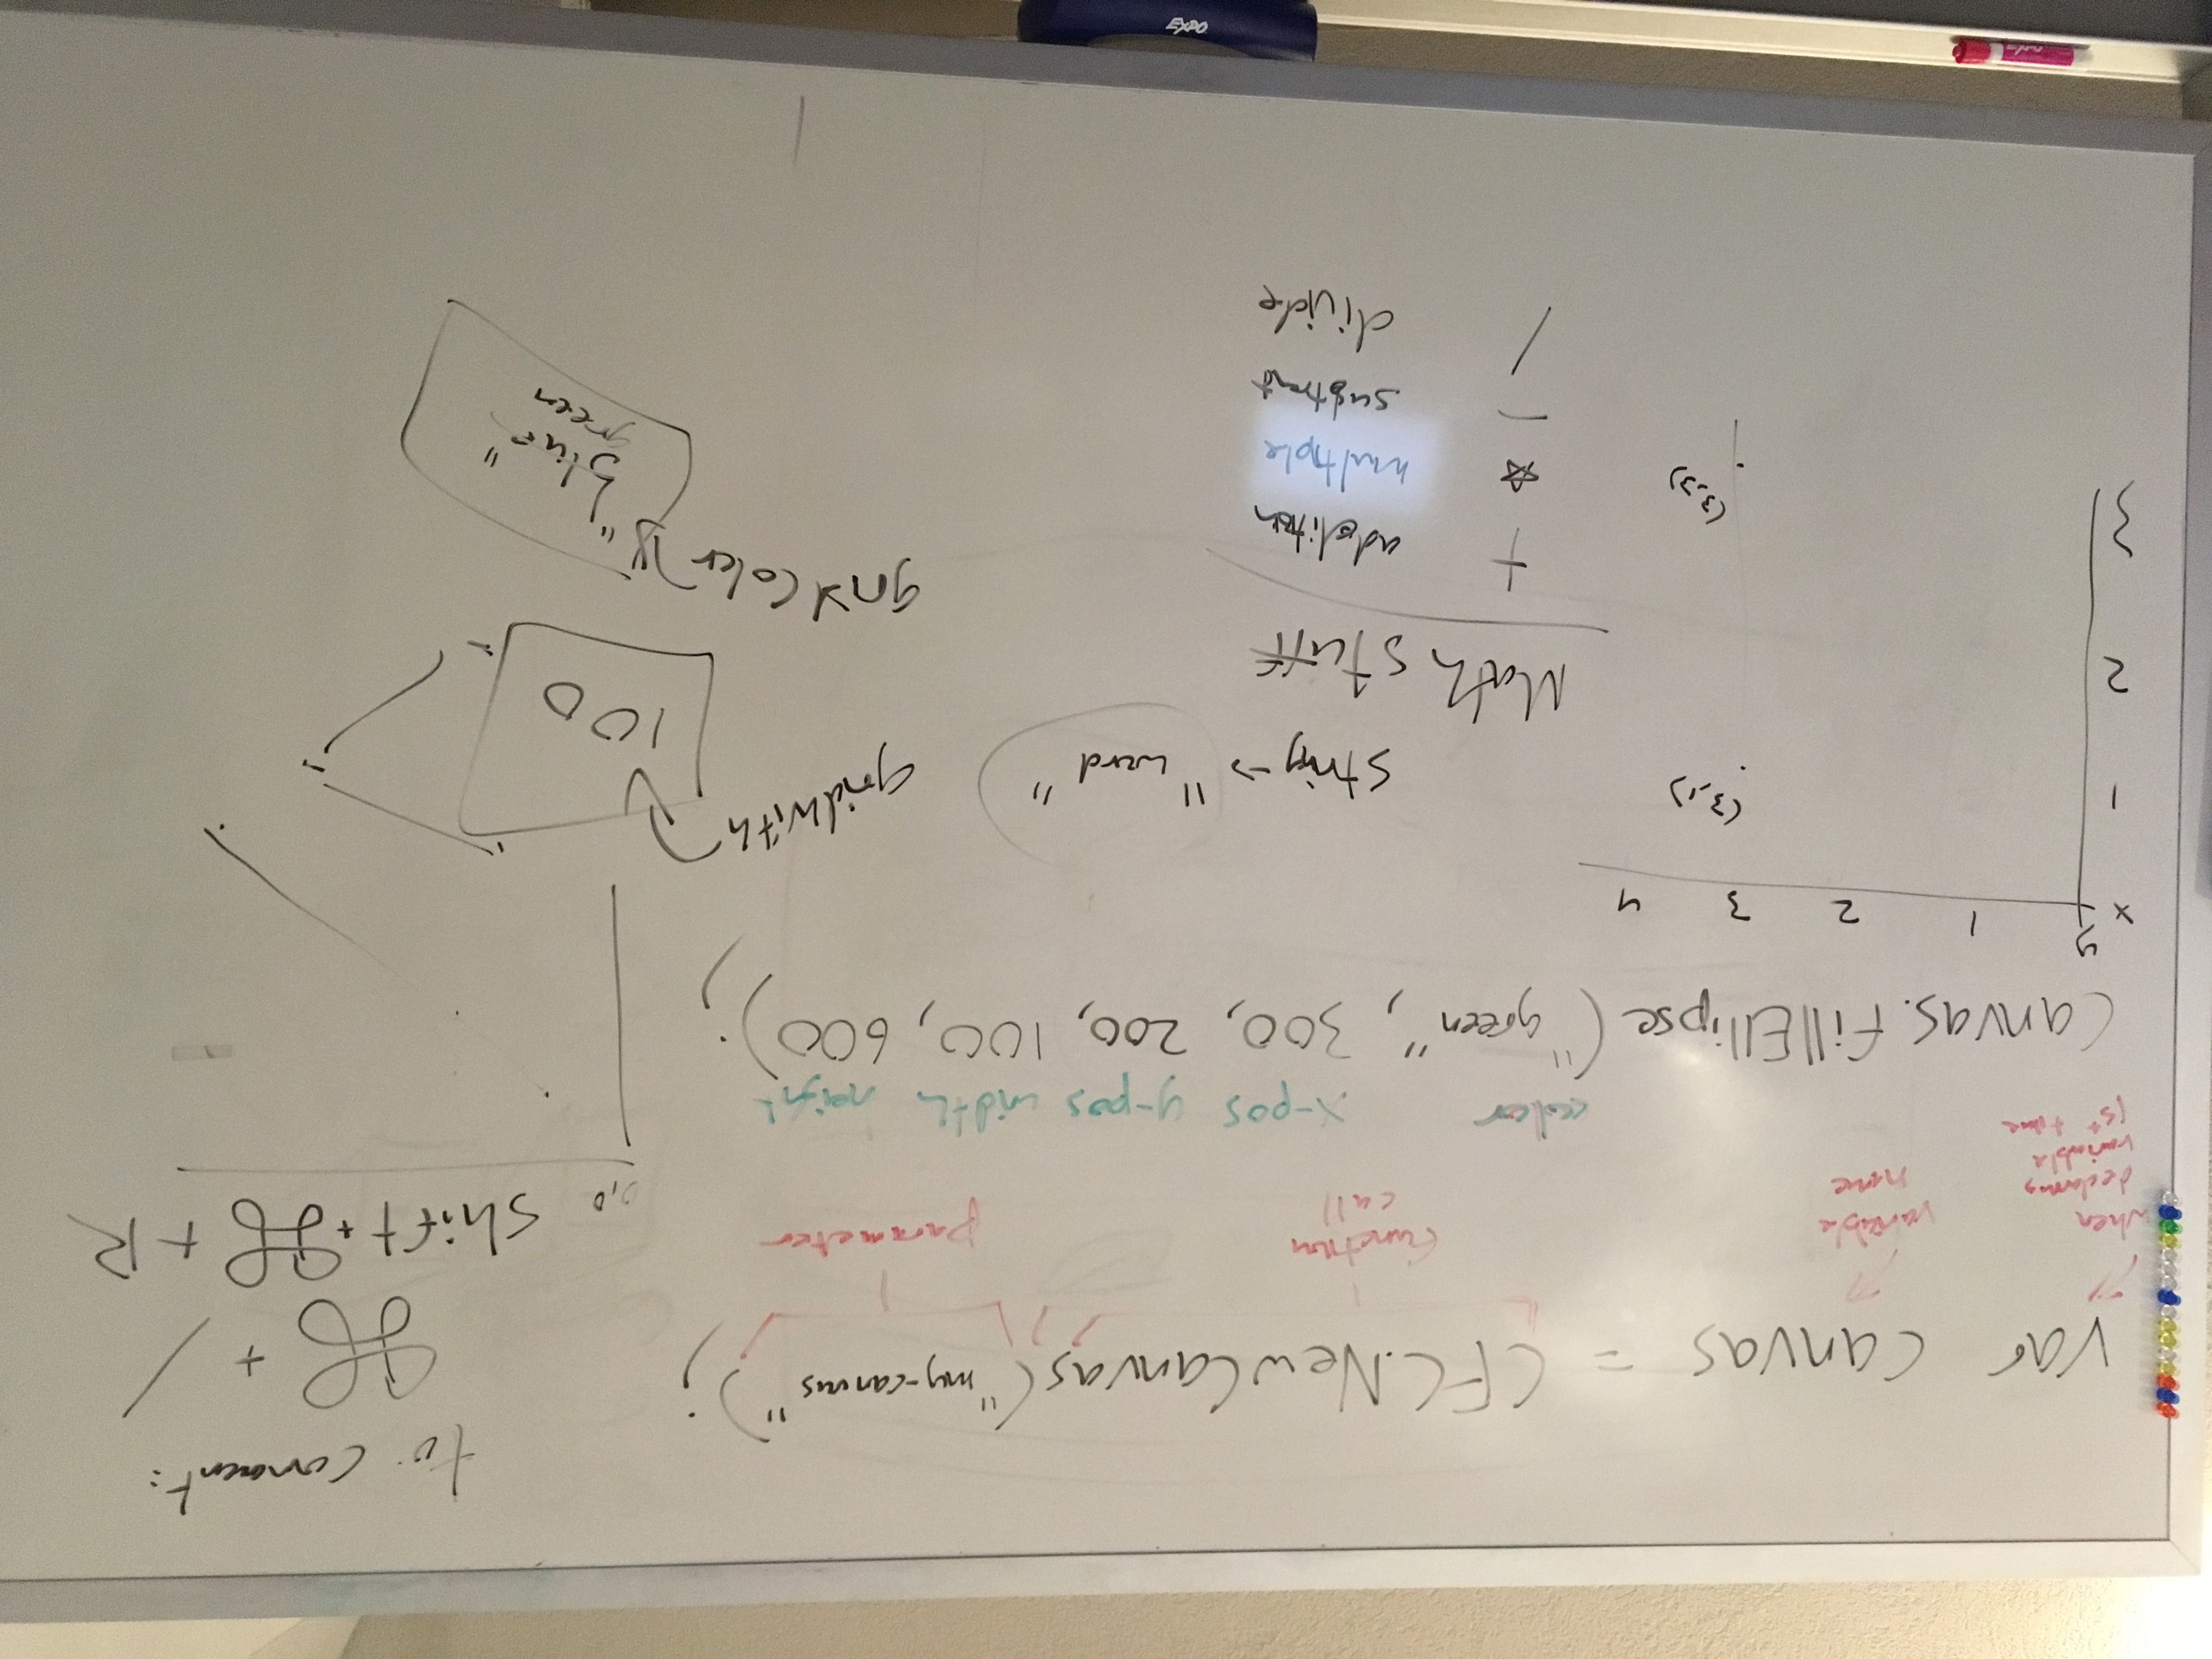 to comment:
⌘ + /
shift + ⌘ + R
var canvas = CFC.NewCanvas("my-canvas");
when
declaring
variable
1st time
variable
name
function
call
parameter
0,0
color x-pos y-pos width height
canvas.fillEllipse("green", 300, 200, 100, 600);
y
x 1 2 3 4
1
2
3
(3,1)
(3,3)
string → "word"
Math stuff
+ addition
☆ multiple
- subtract
/ divide
gridWith
100
gridColor
"blue"
green
EXPO